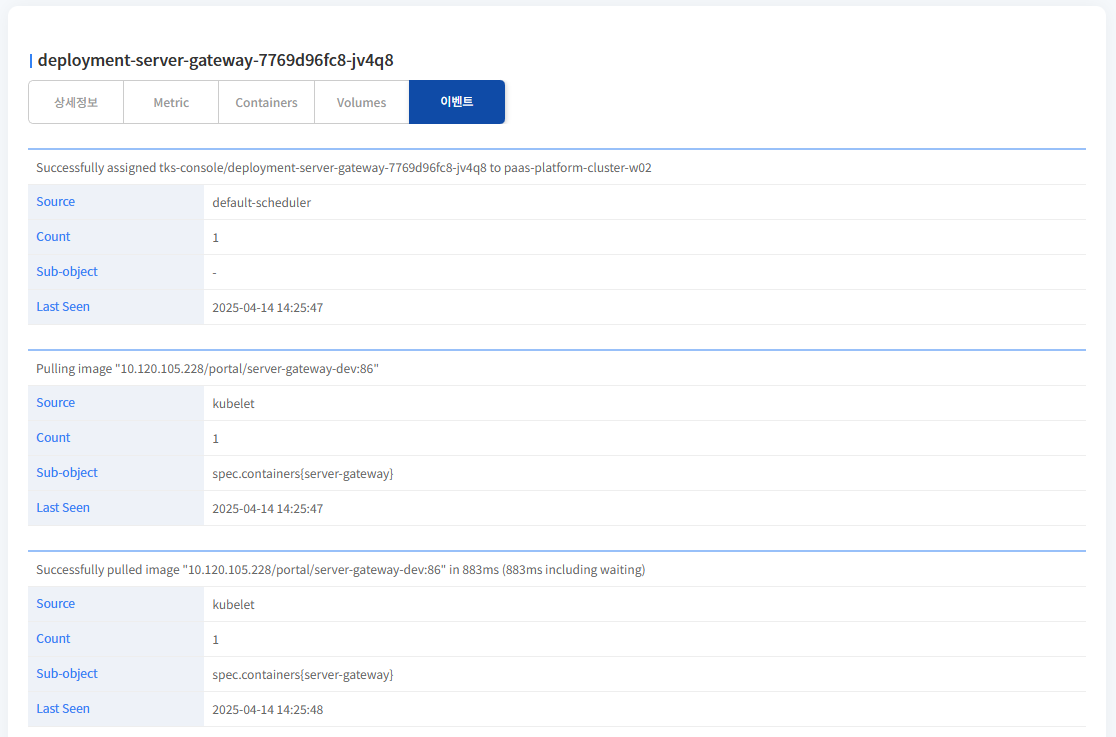 deployment-server-gateway-7769d96fc8-jv4q8
상세정보 Metric Containers Volumes 이벤트
Successfully assigned tks-console/deployment-server-gateway-7769d96fc8-jv4q8 to paas-platform-cluster-w02
Source default-scheduler
Count 1
Sub-object -
Last Seen 2025-04-14 14:25:47
Pulling image "10.120.105.228/portal/server-gateway-dev:86"
Source kubelet
Count 1
Sub-object spec.containers{server-gateway}
Last Seen 2025-04-14 14:25:47
Successfully pulled image "10.120.105.228/portal/server-gateway-dev:86" in 883ms (883ms including waiting)
Source kubelet
Count 1
Sub-object spec.containers{server-gateway}
Last Seen 2025-04-14 14:25:48